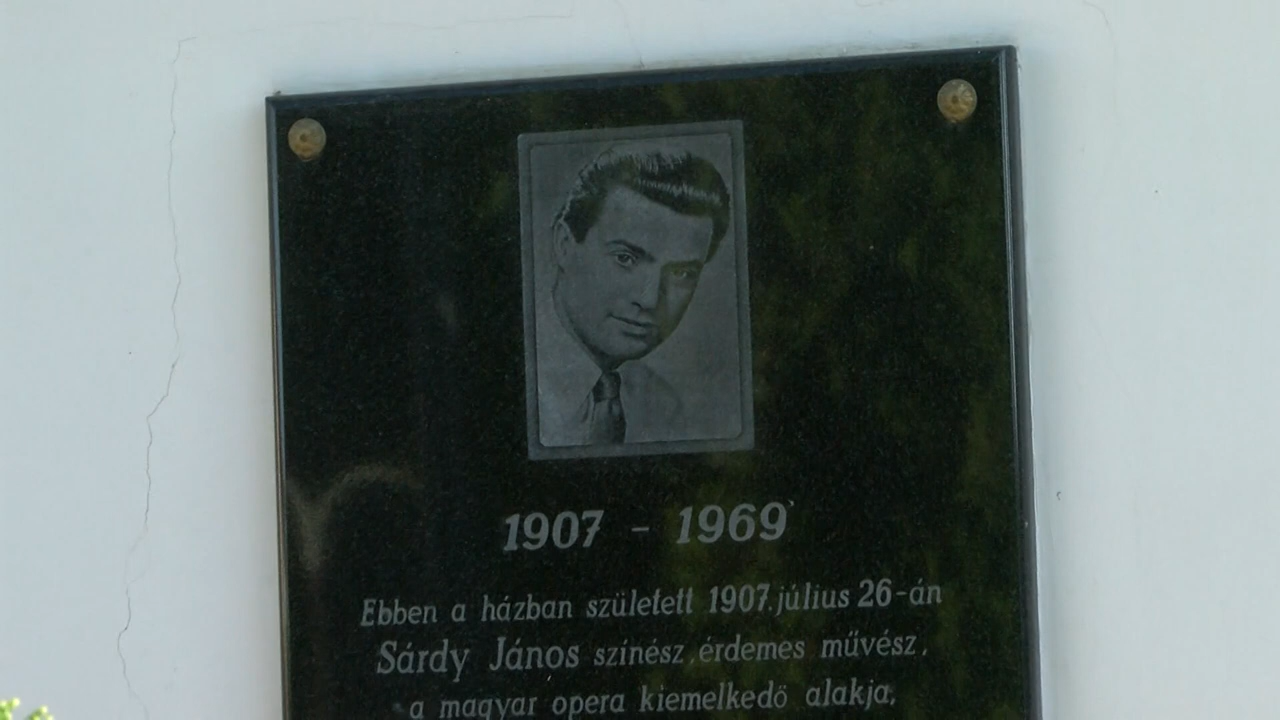 1907 - 1969
Ebben a házban született 1907. július 26-án
Sárdy János színész, érdemes művész,
a magyar opera kiemelkedő alakja,